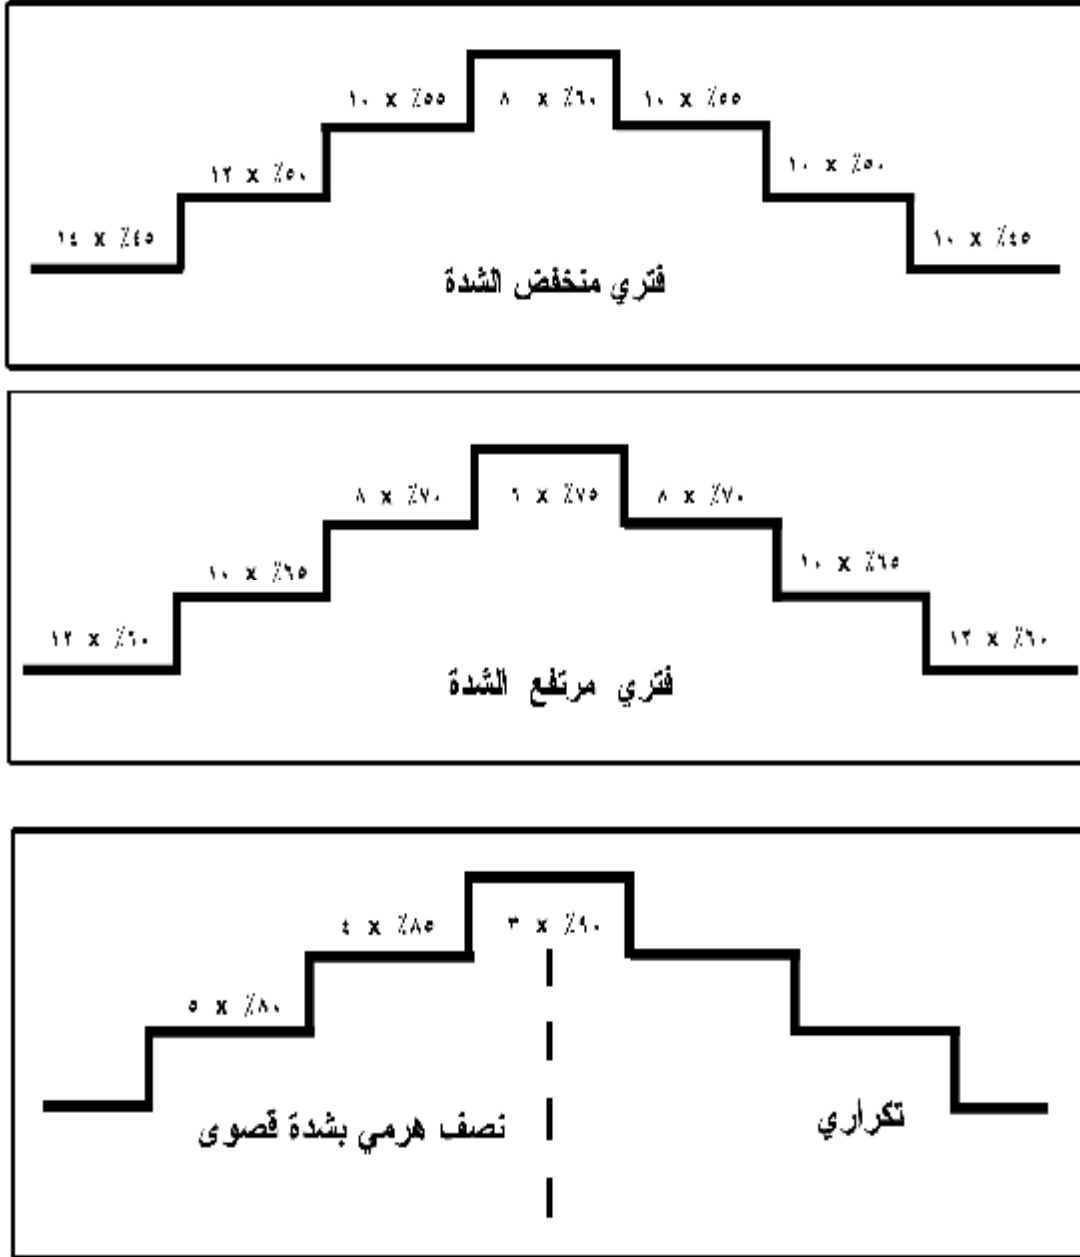 ٨ x ٪٦٠
١٠ x ٪٥٥
١٠ x ٪٥٥
١٢ x ٪٥٠
١٠ x ٪٥٠
١٤ x ٪٤٥
١٠ x ٪٤٥
فتري منخفض الشدة
٦ x ٪٧٥
٨ x ٪٧٠
٨ x ٪٧٠
١٠ x ٪٦٥
١٠ x ٪٦٥
١٢ x ٪٦٠
١٢ x ٪٦٠
فتري مرتفع الشدة
٣ x ٪٩٠
٤ x ٪٨٥
٥ x ٪٨٠
تكراري
نصف هرمي بشدة قصوى